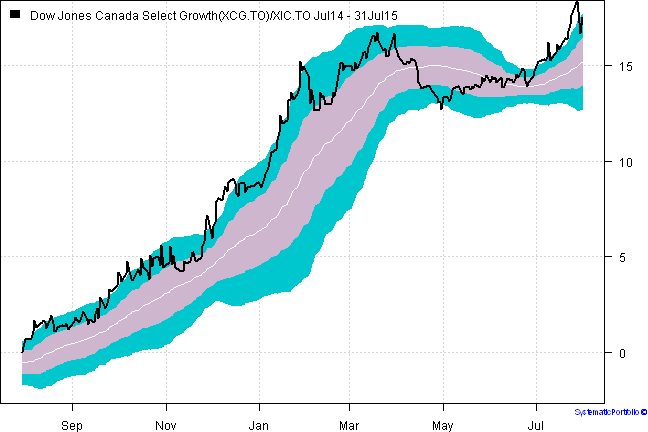 Dow Jones Canada Select Growth(XCG.TO)/XIC.TO Jul14 - 31Jul15
15
10
5
0
Sep Nov Jan Mar May Jul
SystematicPortfolio ©